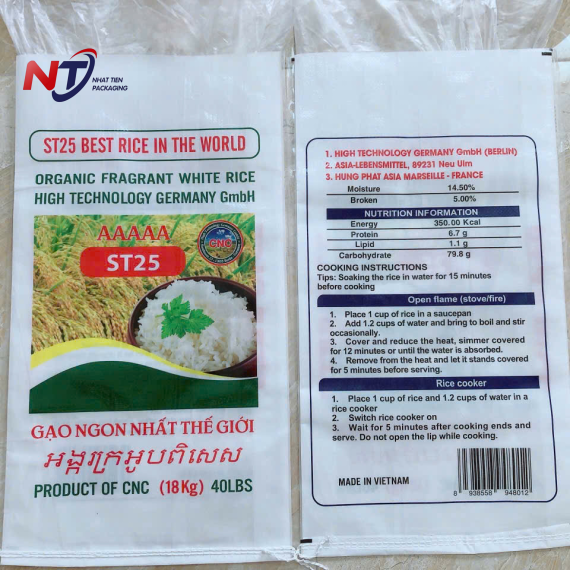 NT
NHAT TIEN
PACKAGING
ST25 BEST RICE IN THE WORLD
ORGANIC FRAGRANT WHITE RICE
HIGH TECHNOLOGY GERMANY GmbH
AAAAA
CNC
ST25
GẠO NGON NHẤT THẾ GIỚI
អង្ករក្រអូបពិសេស
PRODUCT OF CNC (18Kg) 40LBS
1. HIGH TECHNOLOGY GERMANY GmbH (BERLIH)
2. ASIA-LEBENSMITTEL, 89231 Neu Ulm
3. HUNG PHAT ASIA MARSEILLE - FRANCE
Moisture 14.50%
Broken 5.00%
NUTRITION INFORMATION
Energy 350.00 Kcal
Protein 6.7 g
Lipid 1.1 g
Carbohydrate 79.8 g
COOKING INSTRUCTIONS
Tips: Soaking the rice in water for 15 minutes
before cooking
Open flame (stove/fire)
1. Place 1 cup of rice in a saucepan
2. Add 1.2 cups of water and bring to boil and stir
occasionally.
3. Cover and reduce the heat, simmer covered
for 12 minutes or until the water is absorbed.
4. Remove from the heat and let it stands covered
for 5 minutes before serving.
Rice cooker
1. Place 1 cup of rice and 1.2 cups of water in a
rice cooker
2. Switch rice cooker on
3. Wait for 5 minutes after cooking ends and
serve. Do not open the lip while cooking.
MADE IN VIETNAM
8 938558 948012